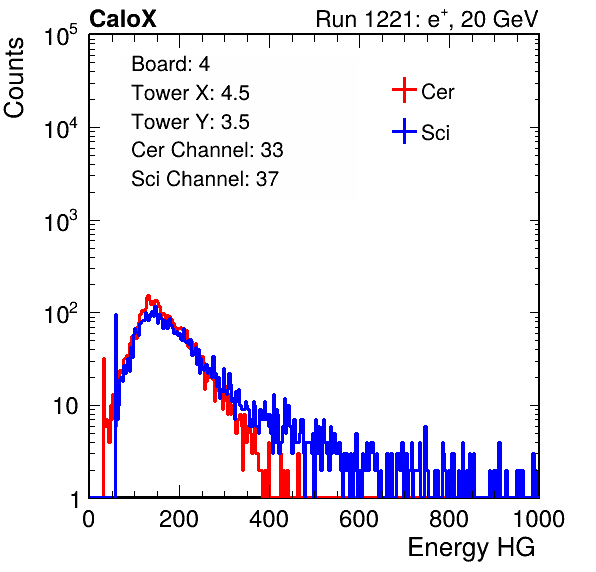 CaloX Run 1221: e⁺, 20 GeV
Counts
10⁵
10⁴
10³
10²
10
1
Board: 4
Tower X: 4.5
Tower Y: 3.5
Cer Channel: 33
Sci Channel: 37
Cer
Sci
0 200 400 600 800 1000
Energy HG